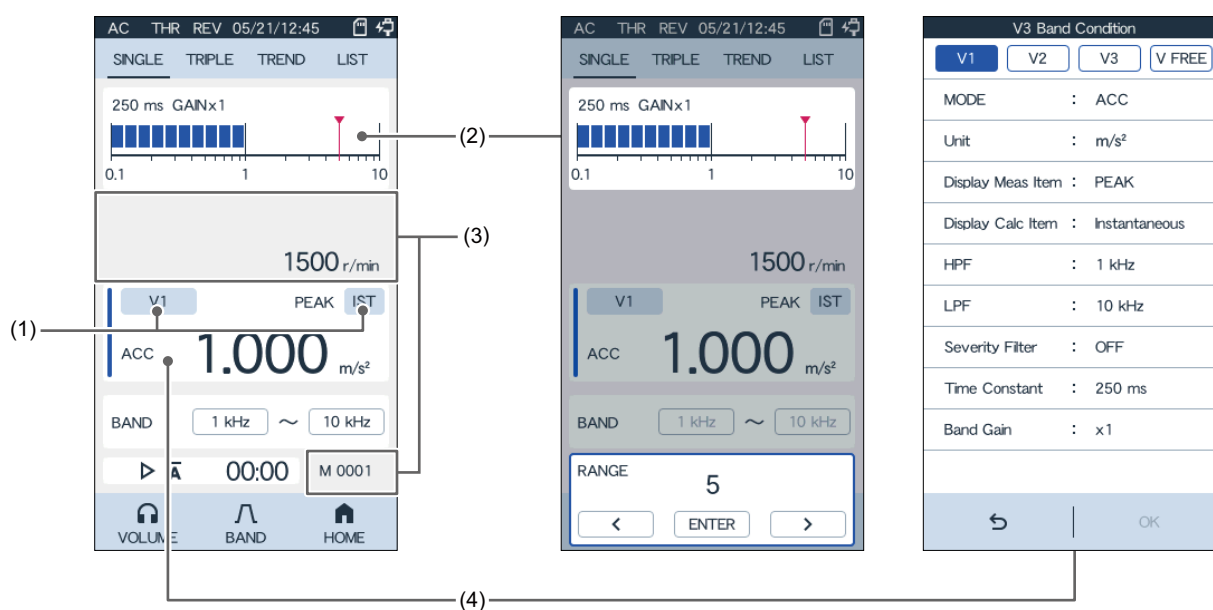 AC THR REV 05/21/12:45
SINGLE TRIPLE TREND LIST
250 ms GAIN×1
0.1 1 10
1500 r/min
V1 PEAK IST
ACC 1.000 m/s²
BAND 1 kHz ～ 10 kHz
A 00:00 M 0001
VOLUME BAND HOME
(1)
(2)
(3)
(4)
AC THR REV 05/21/12:45
SINGLE TRIPLE TREND LIST
250 ms GAIN×1
0.1 1 10
1500 r/min
V1 PEAK IST
ACC 1.000 m/s²
BAND 1 kHz ～ 10 kHz
RANGE
5
< ENTER >
V3 Band Condition
V1 V2 V3 V FREE
MODE : ACC
Unit : m/s²
Display Meas Item : PEAK
Display Calc Item : Instantaneous
HPF : 1 kHz
LPF : 10 kHz
Severity Filter : OFF
Time Constant : 250 ms
Band Gain : ×1
OK